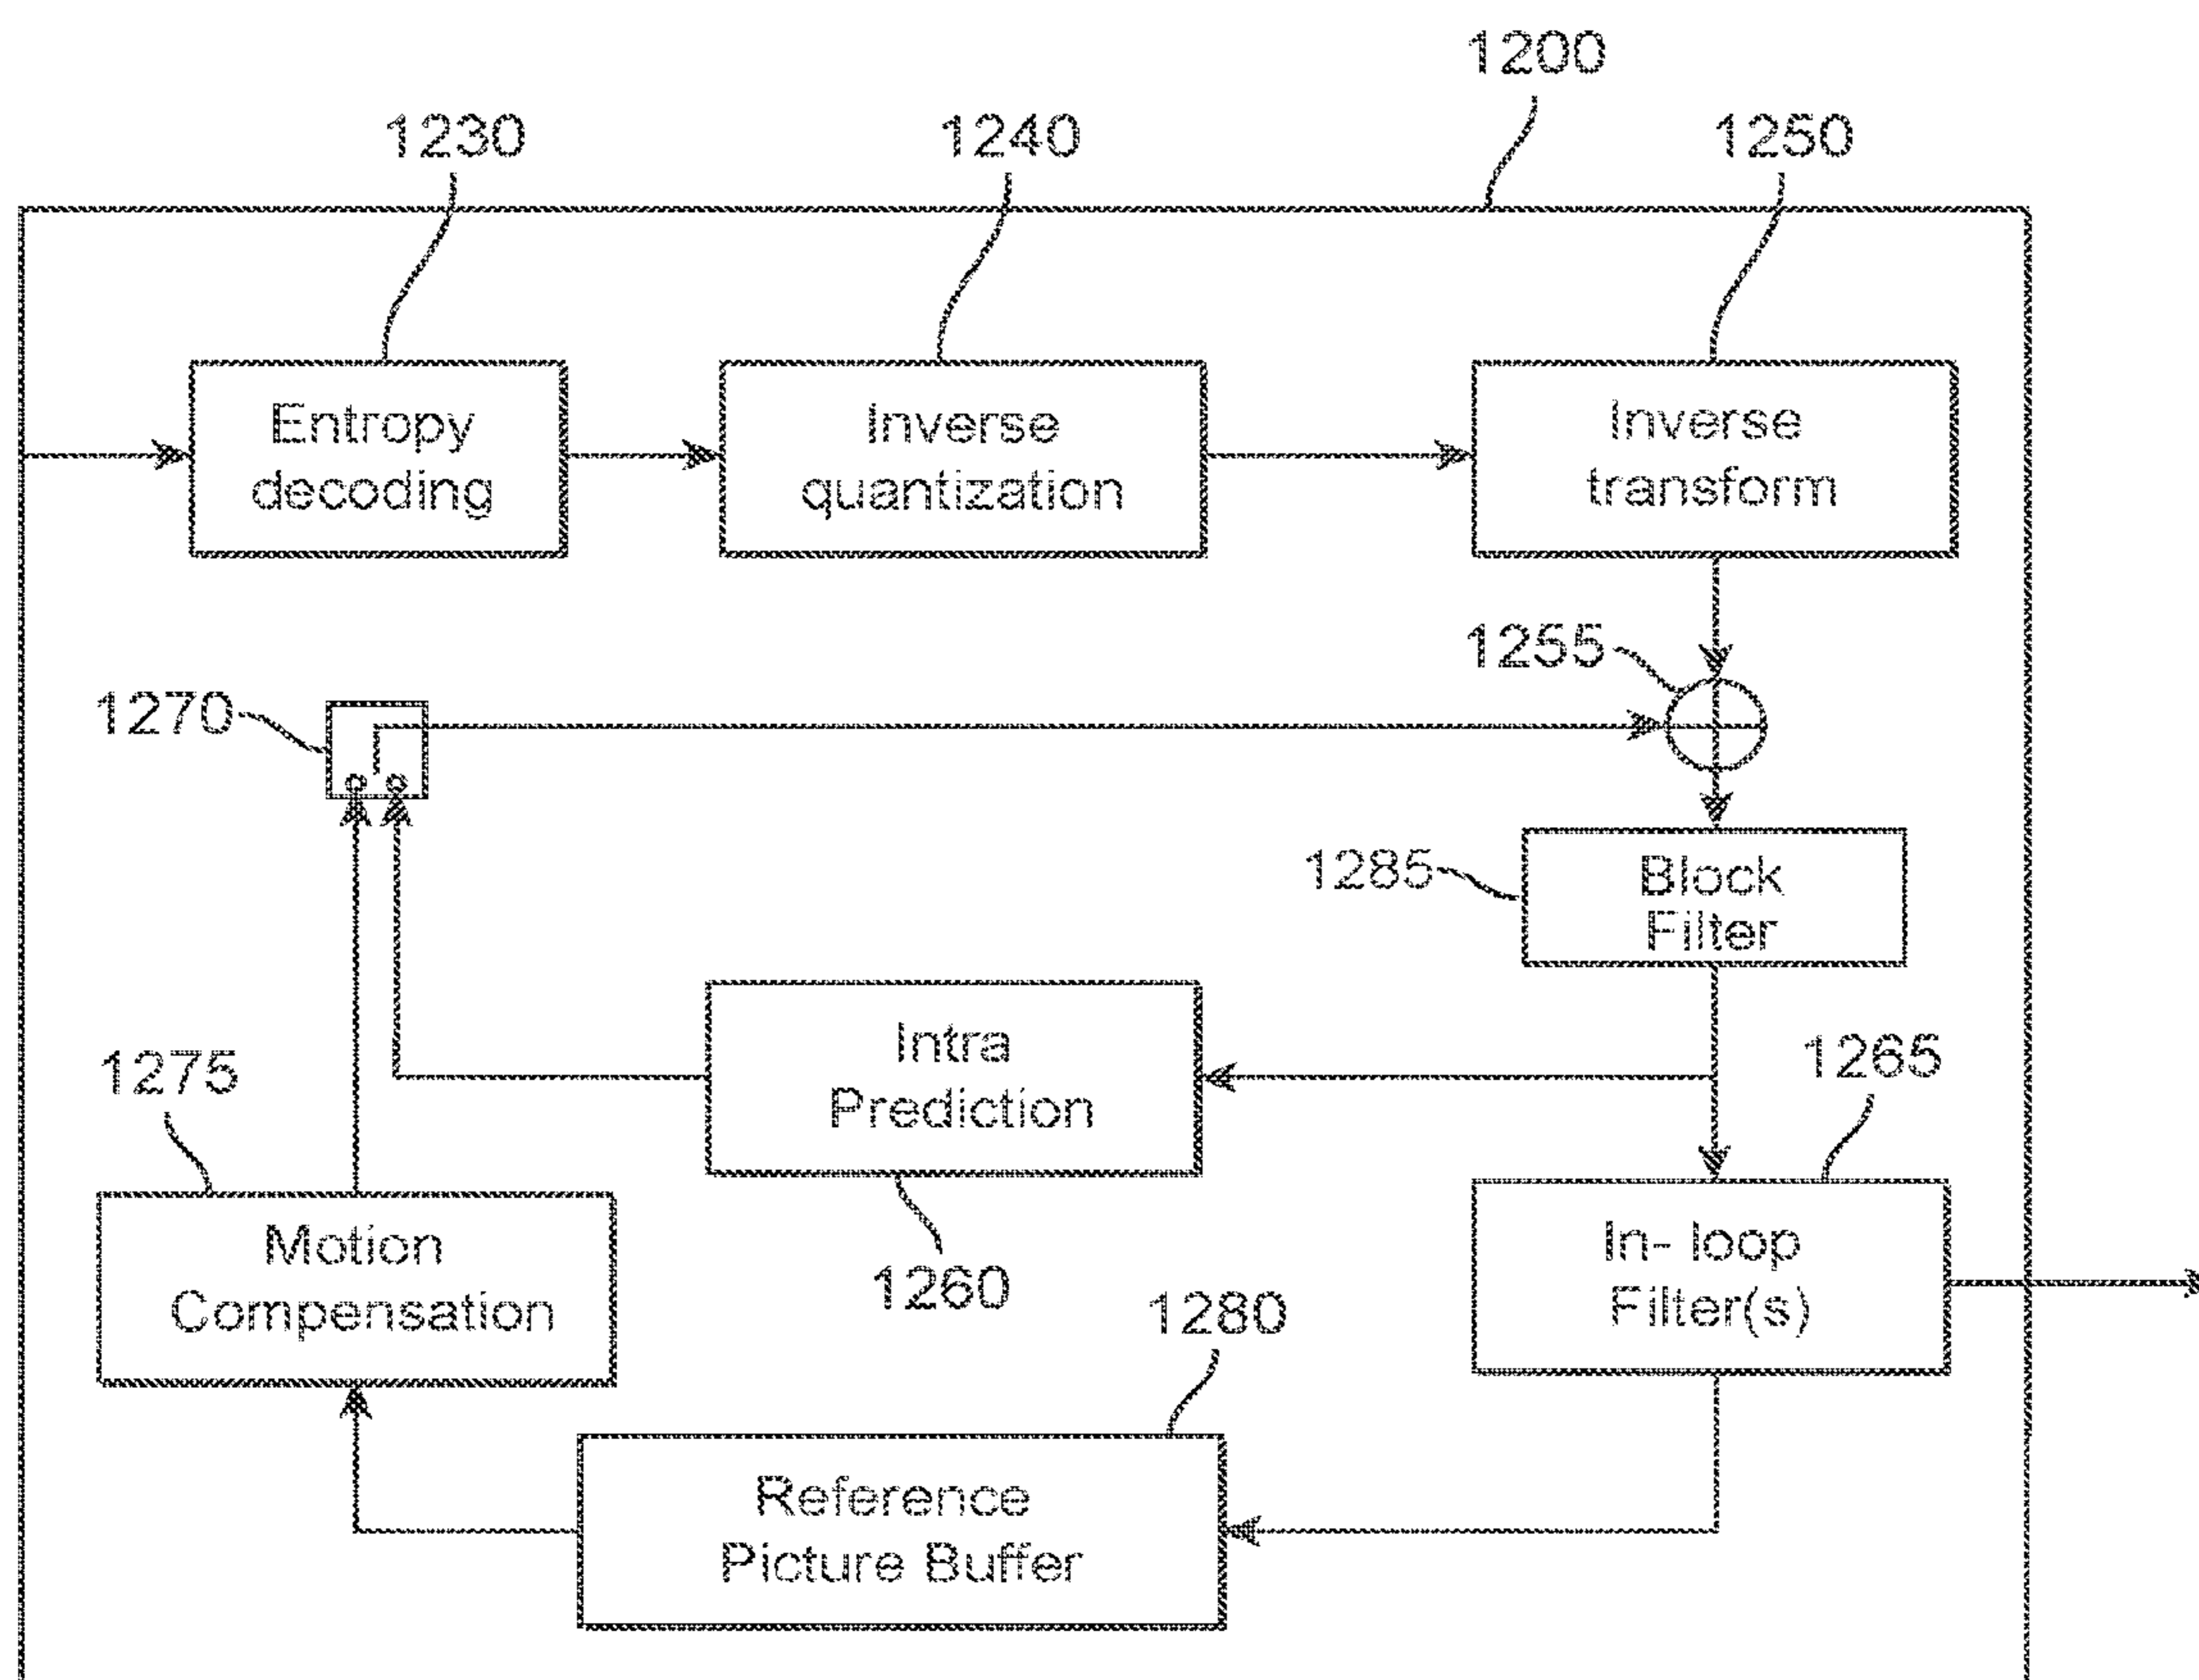 1200
1230
1240
1250
Entropy
decoding
Inverse
quantization
Inverse
transform
1255
1270
1285
Block
Filter
Intra
Prediction
1265
1275
Motion
Compensation
1260
1280
In- loop
Filter(s)
Reference
Picture Buffer